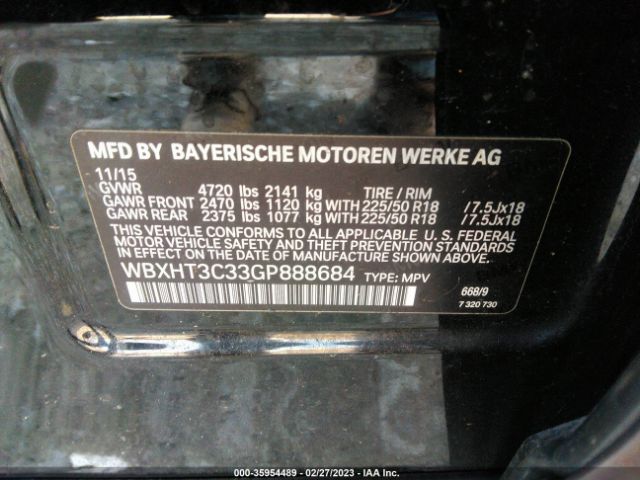 MFD BY BAYERISCHE MOTOREN WERKE AG
11/15
GVWR 4720 lbs 2141 kg TIRE / RIM
GAWR FRONT 2470 lbs 1120 kg WITH 225/50 R18 /7.5Jx18
GAWR REAR 2375 lbs 1077 kg WITH 225/50 R18 /7.5Jx18
THIS VEHICLE CONFORMS TO ALL APPLICABLE U.S. FEDERAL
MOTOR VEHICLE SAFETY, BUMPER, AND THEFT PREVENTION
STANDARDS IN EFFECT ON THE DATE OF MANUFACTURE SHOWN ABOVE.
WBXHT3C33GP888684 TYPE: MPV
668/9
7 320 730
000-35954489 - 02/27/2023 - IAA Inc.